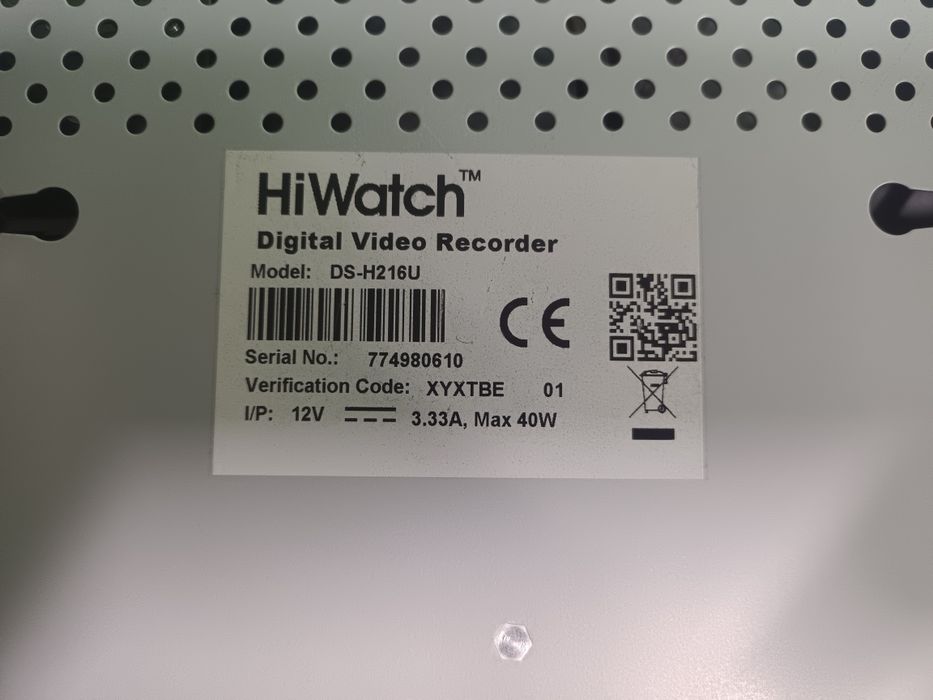 HiWatch™
Digital Video Recorder
Model: DS-H216U
Serial No.: 774980610
Verification Code: XYXTBE 01
I/P: 12V 3.33A, Max 40W
CE